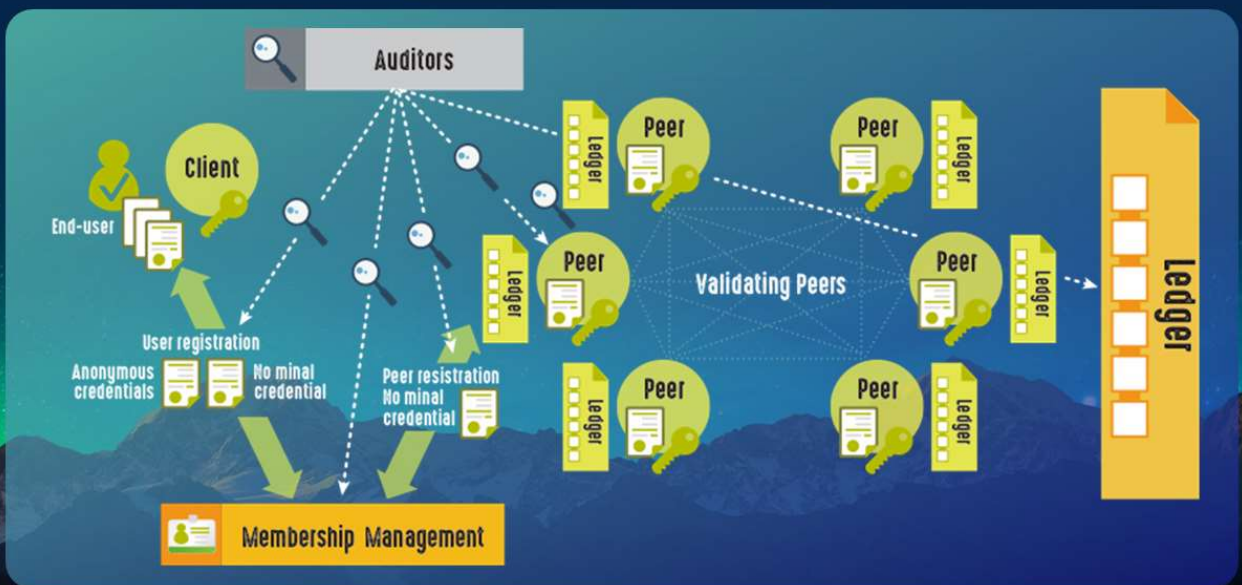 Auditors
Client
End-user
User registration
Anonymous
credentials
No minal
credential
Peer resistration
No minal
credential
Membership Management
Ledger
Peer
Peer
Ledger
Ledger
Peer
Validating Peers
Peer
Ledger
Ledger
Peer
Peer
Ledger
Ledger